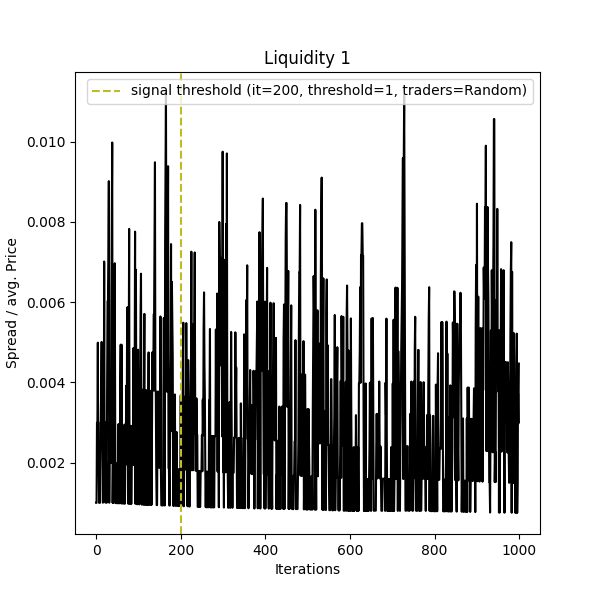 Liquidity 1
signal threshold (it=200, threshold=1, traders=Random)
Spread / avg. Price
0.010
0.008
0.006
0.004
0.002
0 200 400 600 800 1000
Iterations